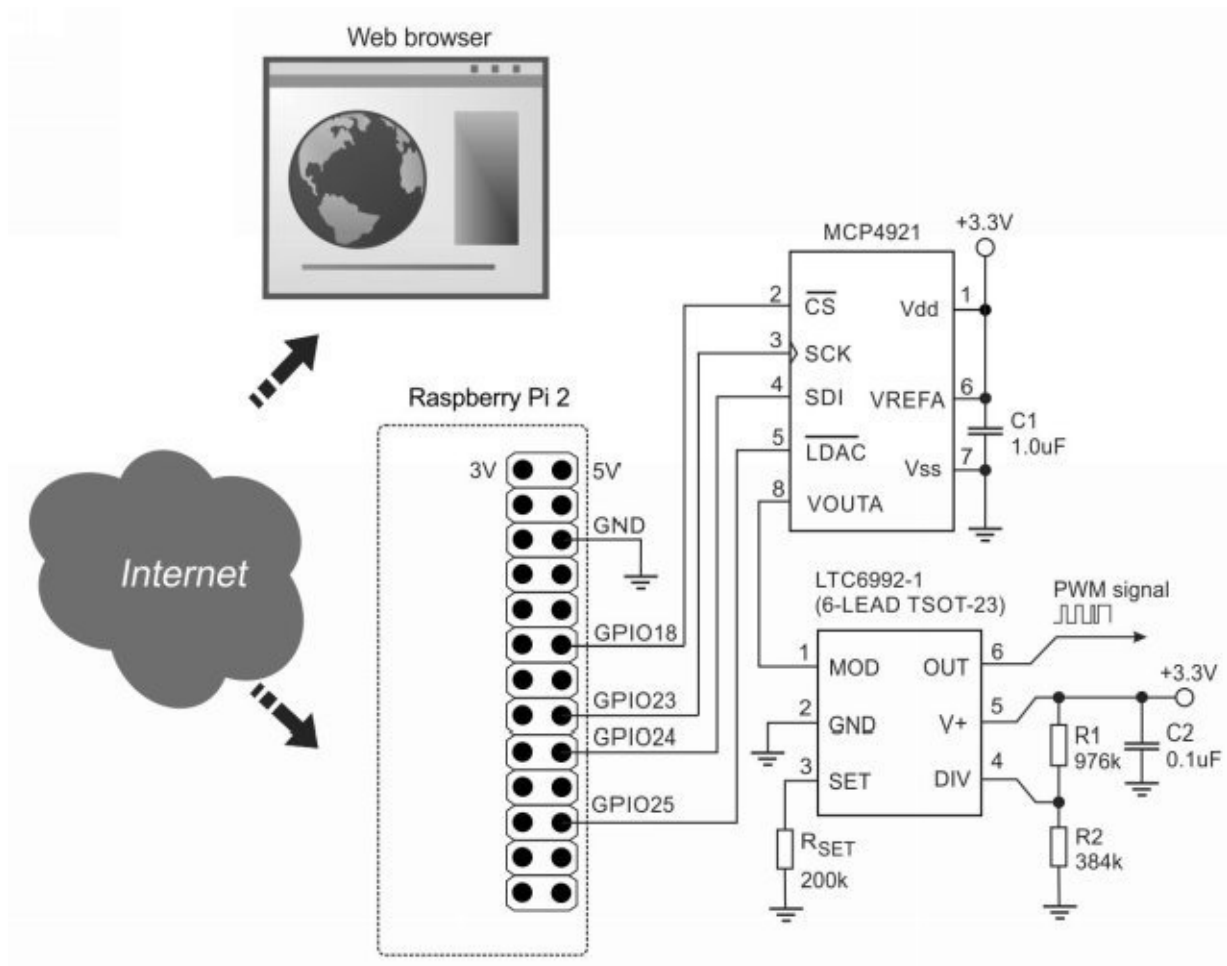 Web browser
Internet
Raspberry Pi 2
3V
5V
GND
GPIO18
GPIO23
GPIO24
GPIO25
MCP4921
+3.3V
2
CS
3
SCK
4
SDI
5
LDAC
8
VOUTA
Vdd
1
VREFA
6
Vss
7
C1
1.0uF
LTC6992-1
(6-LEAD TSOT-23)
PWM signal
1
MOD
2
GND
3
SET
OUT
6
V+
5
DIV
4
+3.3V
R1
976k
C2
0.1uF
R2
384k
RSET
200k